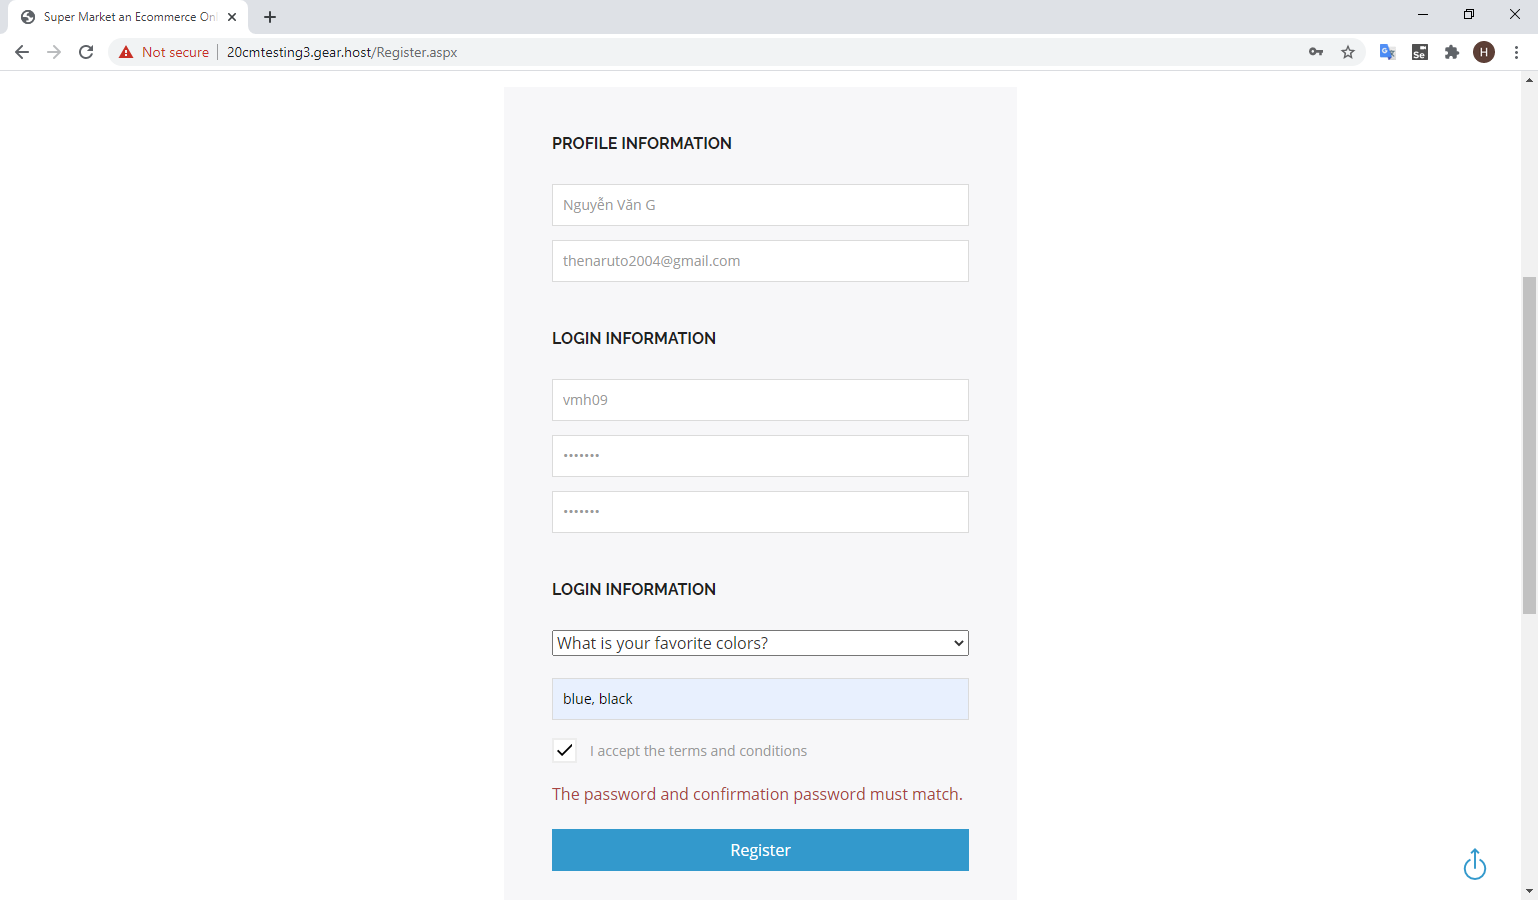 Super Market an Ecommerce Onl
Not secure | 20cmtesting3.gear.host/Register.aspx
H
PROFILE INFORMATION
Nguyễn Văn G
thenaruto2004@gmail.com
LOGIN INFORMATION
vmh09
•••••••
•••••••
LOGIN INFORMATION
What is your favorite colors?
blue, black
I accept the terms and conditions
The password and confirmation password must match.
Register